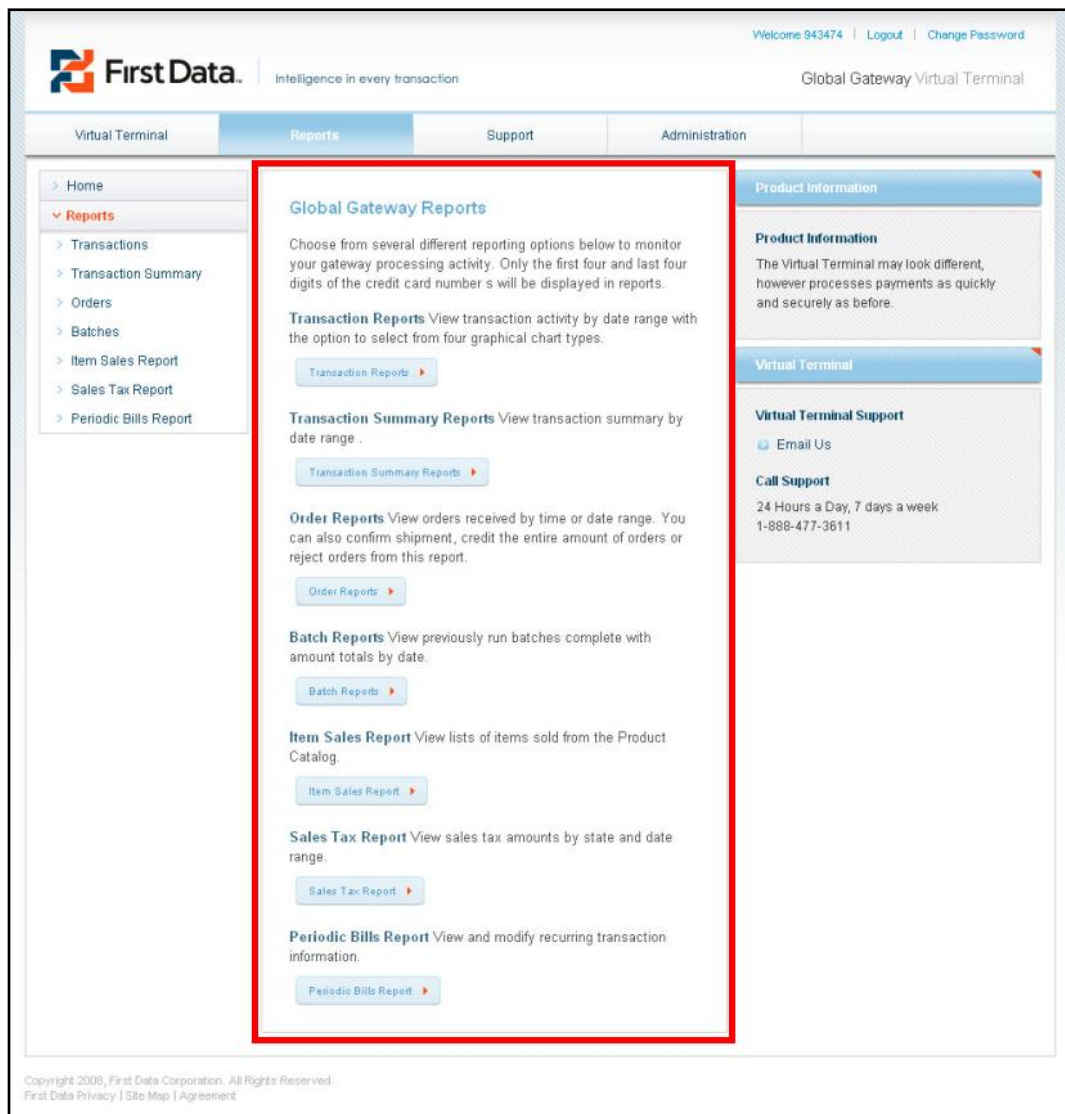 Welcome 943474 | Logout | Change Password
First Data. Intelligence in every transaction
Global Gateway Virtual Terminal
Virtual Terminal Reports Support Administration
Home
Reports
Transactions
Transaction Summary
Orders
Batches
Item Sales Report
Sales Tax Report
Periodic Bills Report
Global Gateway Reports
Choose from several different reporting options below to monitor
your gateway processing activity. Only the first four and last four
digits of the credit card number s will be displayed in reports.
Transaction Reports View transaction activity by date range with
the option to select from four graphical chart types.
Transaction Reports
Transaction Summary Reports View transaction summary by
date range .
Transaction Summary Reports
Order Reports View orders received by time or date range. You
can also confirm shipment, credit the entire amount of orders or
reject orders from this report.
Order Reports
Batch Reports View previously run batches complete with
amount totals by date.
Batch Reports
Item Sales Report View lists of items sold from the Product
Catalog.
Item Sales Report
Sales Tax Report View sales tax amounts by state and date
range.
Sales Tax Report
Periodic Bills Report View and modify recurring transaction
information.
Periodic Bills Report
Product Information
Product Information
The Virtual Terminal may look different,
however processes payments as quickly
and securely as before.
Virtual Terminal
Virtual Terminal Support
Email Us
Call Support
24 Hours a Day, 7 days a week
1-888-477-3611
Copyright 2008, First Data Corporation. All Rights Reserved.
First Data Privacy | Site Map | Agreement